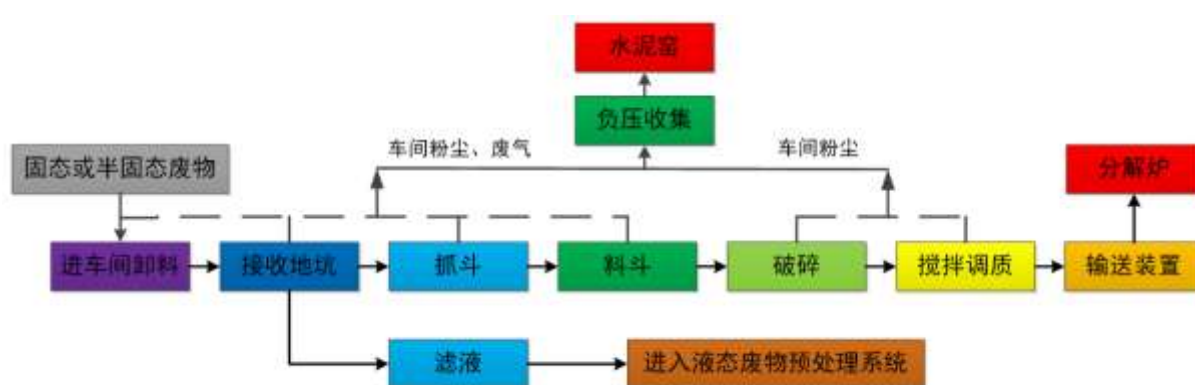 水泥窑
负压收集
车间粉尘、废气
车间粉尘
固态或半固态废物
分解炉
进车间卸料
接收地坑
抓斗
料斗
破碎
搅拌调质
输送装置
滤液
进入液态废物预处理系统